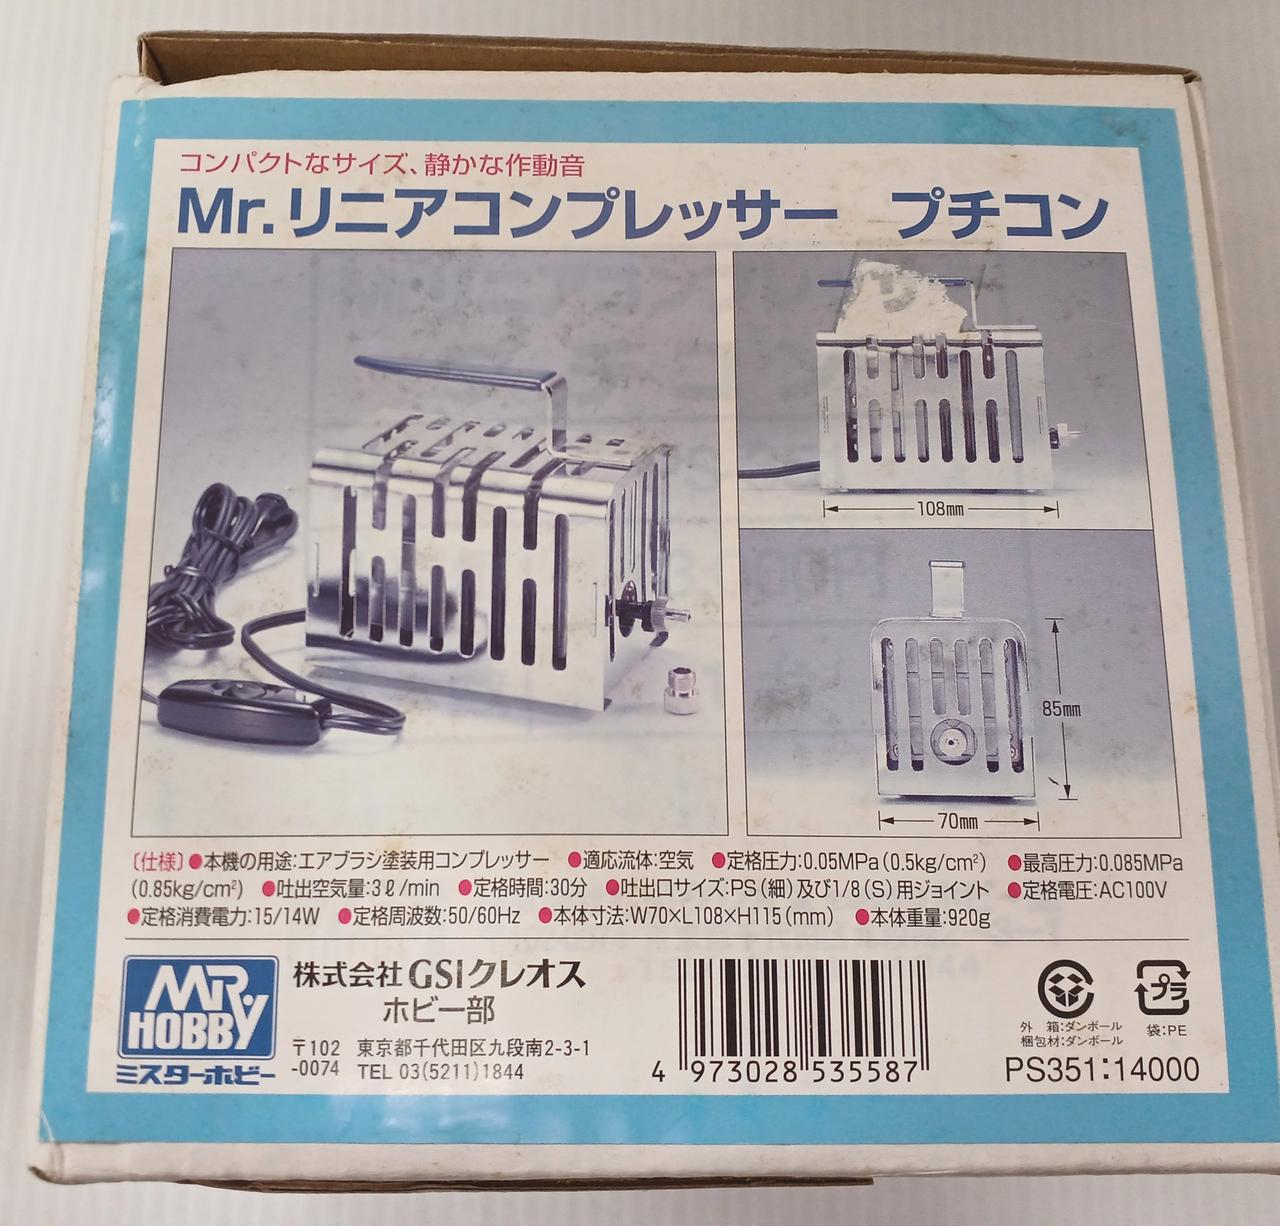 コンパクトなサイズ、静かな作動音
Mr.リニアコンプレッサー　プチコン
108mm
85mm
70mm
〔仕様〕●本機の用途:エアブラシ塗装用コンプレッサー ●適応流体:空気 ●定格圧力:0.05MPa(0.5kg/cm²) ●最高圧力:0.085MPa
(0.85kg/cm²) ●吐出空気量:3ℓ/min ●定格時間:30分 ●吐出口サイズ:PS(細)及び1/8(S)用ジョイント ●定格電圧:AC100V
●定格消費電力:15/14W ●定格周波数:50/60Hz ●本体寸法:W70×L108×H115(mm) ●本体重量:920g
MR. HOBBY
ミスターホビー
株式会社 GSIクレオス
ホビー部
〒102-0074 東京都千代田区九段南2-3-1
TEL 03(5211)1844
4 973028 535587
外　箱:ダンボール
梱包材:ダンボール
プラ
袋:PE
PS351:14000